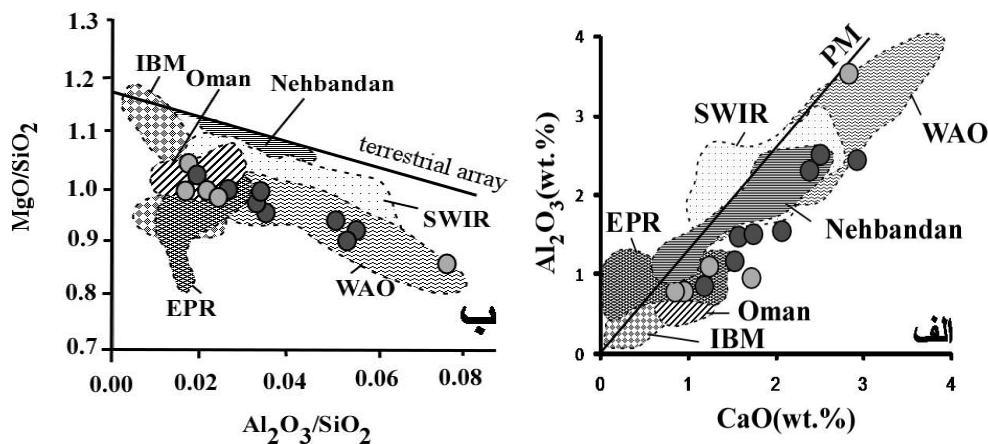 1.3
1.2
1.13
1.0
0.9
0.8
0.7
MgO/SiO2
0.00
0.02
0.04
0.06
0.08
Al2O3/SiO2
IBM
Oman
Nehbandan
terrestrial array
SWIR
WAO
EPR
ب
4
3
2
1
0
Al2O3(wt.%)
0
1
2
3
4
CaO(wt.%)
PM
SWIR
WAO
EPR
Nehbandan
Oman
IBM
الف